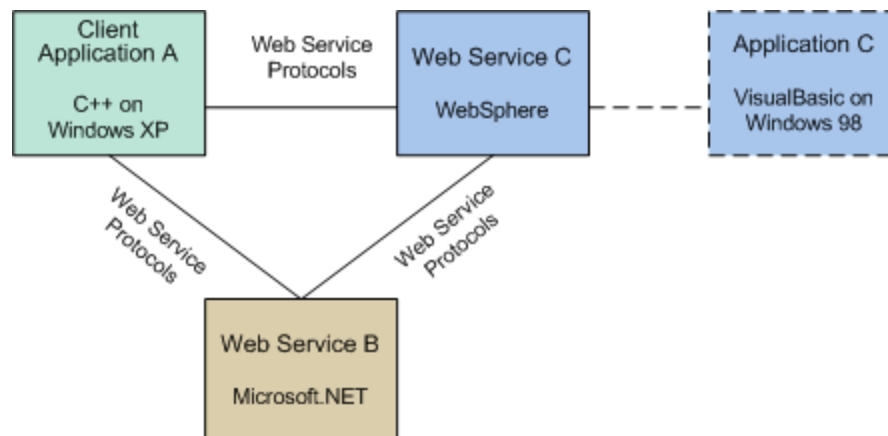 Client
Application A
C++ on
Windows XP
Web Service
Protocols
Web Service C
WebSphere
Application C
VisualBasic on
Windows 98
Web Service
Protocols
Web Service
Protocols
Web Service B
Microsoft.NET